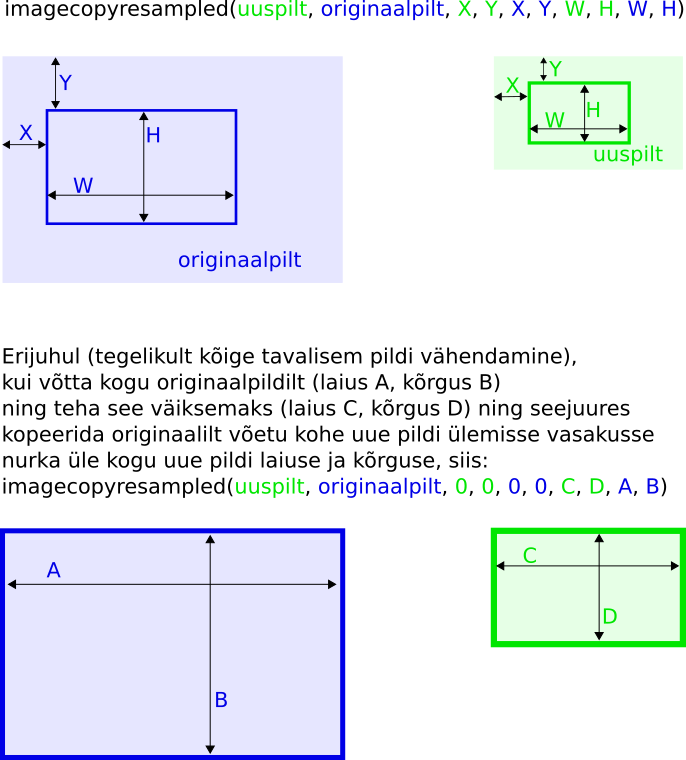 imagecopyresampled(uuspilt, originaalpilt, X, Y, X, Y, W, H, W, H)
Y
X
H
W
originaalpilt
Y
X
H
W
uuspilt
Erijuhul (tegelikult kõige tavalisem pildi vähendamine),
kui võtta kogu originaalpildilt (laius A, kõrgus B)
ning teha see väiksemaks (laius C, kõrgus D) ning seejuures
kopeerida originaalilt võetu kohe uue pildi ülemisse vasakusse
nurka üle kogu uue pildi laiuse ja kõrguse, siis:
imagecopyresampled(uuspilt, originaalpilt, 0, 0, 0, 0, C, D, A, B)
A
B
C
D